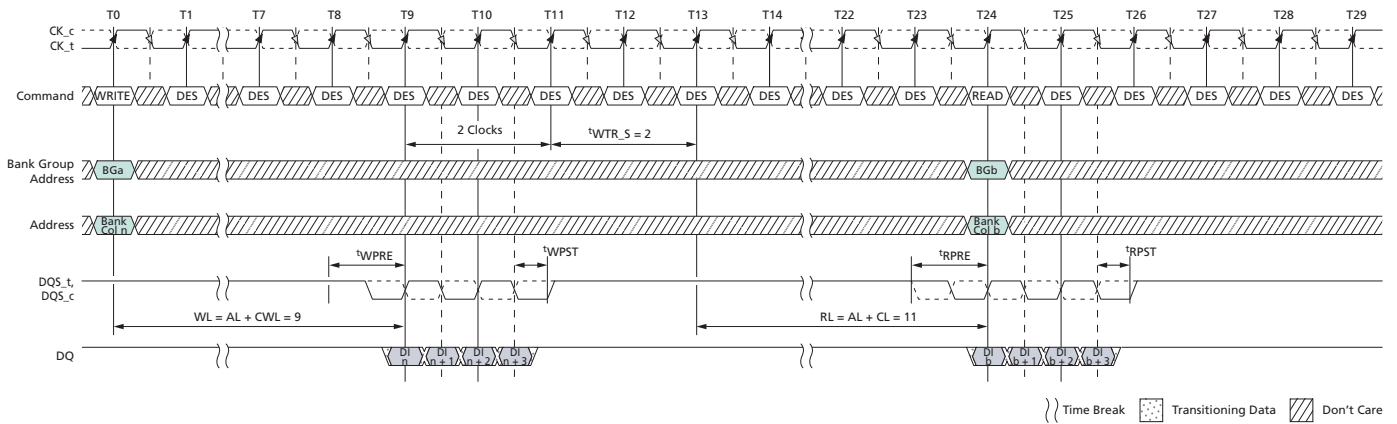 T0 T1 T7 T8 T9 T10 T11 T12 T13 T14 T22 T23 T24 T25 T26 T27 T28 T29
CK_c
CK_t
Command WRITE DES DES DES DES DES DES DES DES DES DES DES READ DES DES DES DES DES
2 Clocks tWTR_S = 2
Bank Group
Address
BGa BGb
Address
Bank
Col n
Bank
Col b
tWPRE tWPST tRPRE tRPST
DQS_t,
DQS_c
WL = AL + CWL = 9 RL = AL + CL = 11
DQ
DI
n
DI
n + 1
DI
n + 2
DI
n + 3
DI
b
DI
b + 1
DI
b + 2
DI
b + 3
Time Break Transitioning Data Don't Care